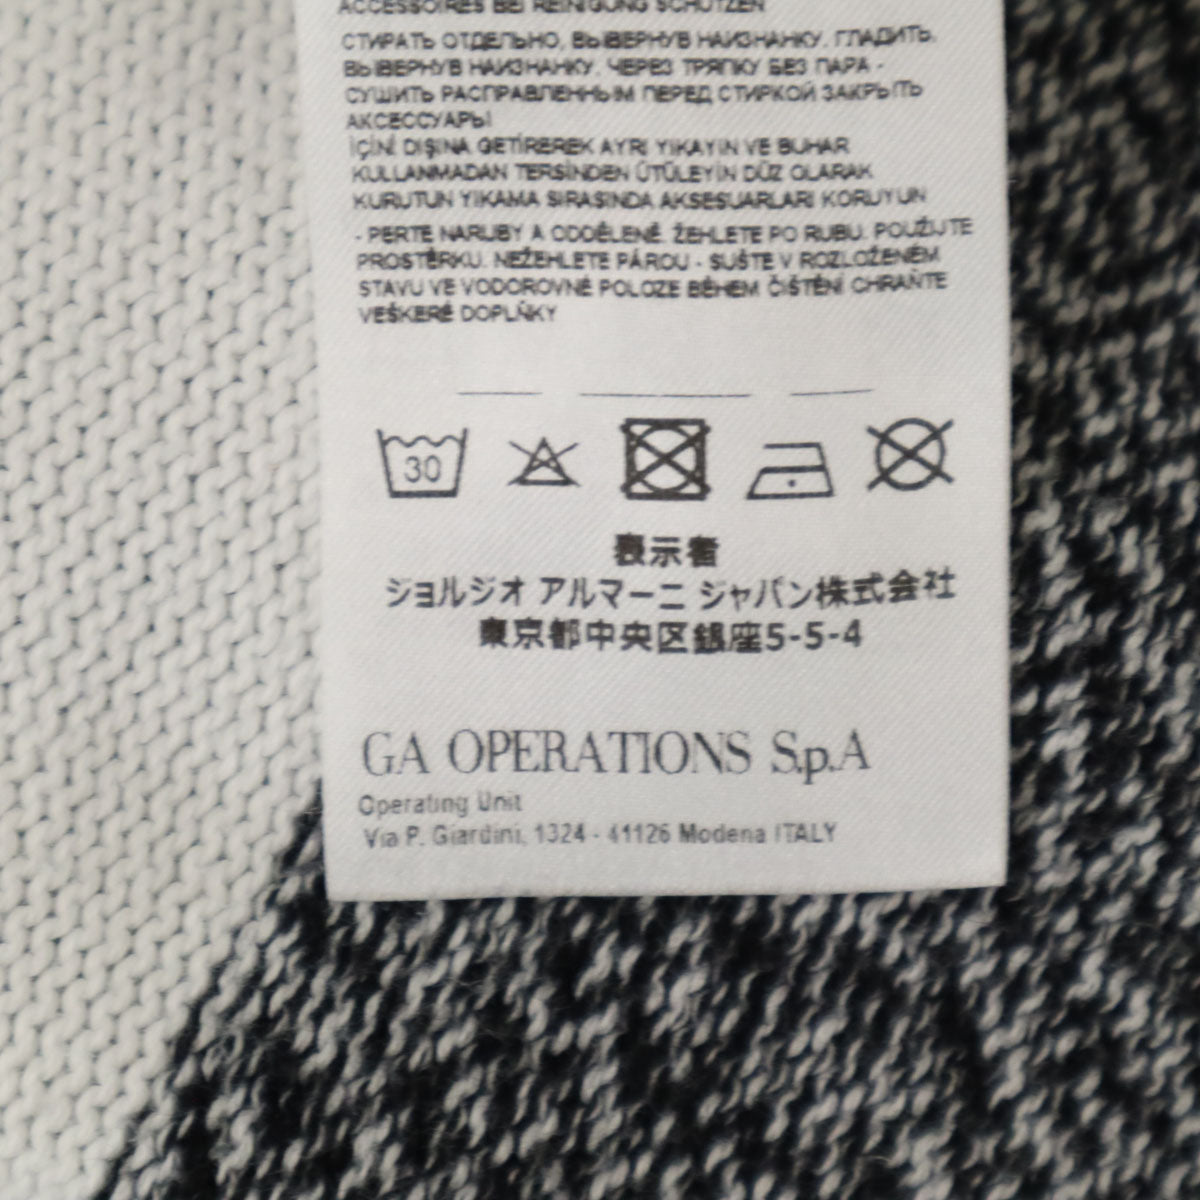 ACCESSOIRES BEI REINIGUNG SCHÜTZEN
СТИРАТЬ ОТДЕЛЬНО, ВЫВЕРНУВ НАИЗНАНКУ. ГЛАДИТЬ,
ВЫВЕРНУВ НАИЗНАНКУ, ЧЕРЕЗ ТРЯПКУ БЕЗ ПАРА -
СУШИТЬ РАСПРАВЛЕННЫМ ПЕРЕД СТИРКОЙ ЗАКРЫТЬ
АКСЕССУАРЫ
İÇİNİ DIŞINA GETİREREK AYRI YIKAYIN VE BUHAR
KULLANMADAN TERSİNDEN ÜTÜLEYİN DÜZ OLARAK
KURUTUN YIKAMA SIRASINDA AKSESUARLARI KORUYUN
- PERTE NARUBY A ODDĚLENĚ. ŽEHLETE PO RUBU. POUŽIJTE
PROSTĚRKU. NEŽEHLETE PÁROU - SUŠTE V ROZLOŽENÉM
STAVU VE VODOROVNÉ POLOZE BĚHEM ČIŠTĚNÍ CHRAŇTE
VEŠKERÉ DOPLŇKY
30
表示者
ジョルジオ アルマーニ ジャパン株式会社
東京都中央区銀座5-5-4
GA OPERATIONS S.p.A
Operating Unit
Via P. Giardini, 1324 - 41126 Modena ITALY